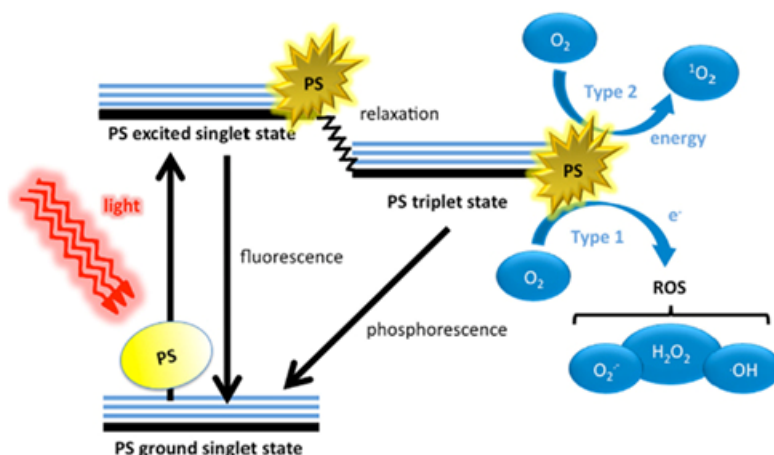 O₂
PS
¹O₂
Type 2
relaxation
PS excited singlet state
energy
PS
light
PS triplet state
e⁻
Type 1
fluorescence
O₂
ROS
phosphorescence
PS
O₂·⁻
H₂O₂
·OH
PS ground singlet state